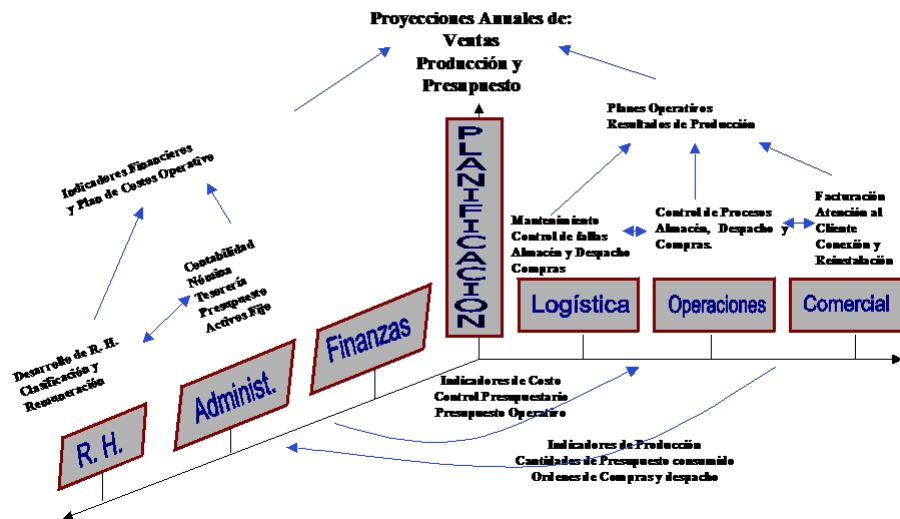 Proyecciones Annales de:
Ventas
Producción y
Presupuesto
Planes Operativos
Resultados de Producción
Indicadores Financieros
y Plan de Costos Operativo
PLANIFICACION
Mantenimiento
Control de fallas
Almacén y Despacho
Compras
Control de Procesos
Almacén, Despacho y
Compras.
Facturación
Atención al
Cliente
Conexión y
Reinstalación
Contabilidad
Nómina
Tesorería
Presupuesto
Activos Fijo
Desarrollo de R. H.
Clasificación y
Remuneración
Logística
Operaciones
Comercial
Finanzas
Administ.
R. H.
Indicadores de Costo
Control Presupuestario
Presupuesto Operativo
Indicadores de Producción
Cantidades de Presupuesto consumido
Ordenes de Compras y despacho